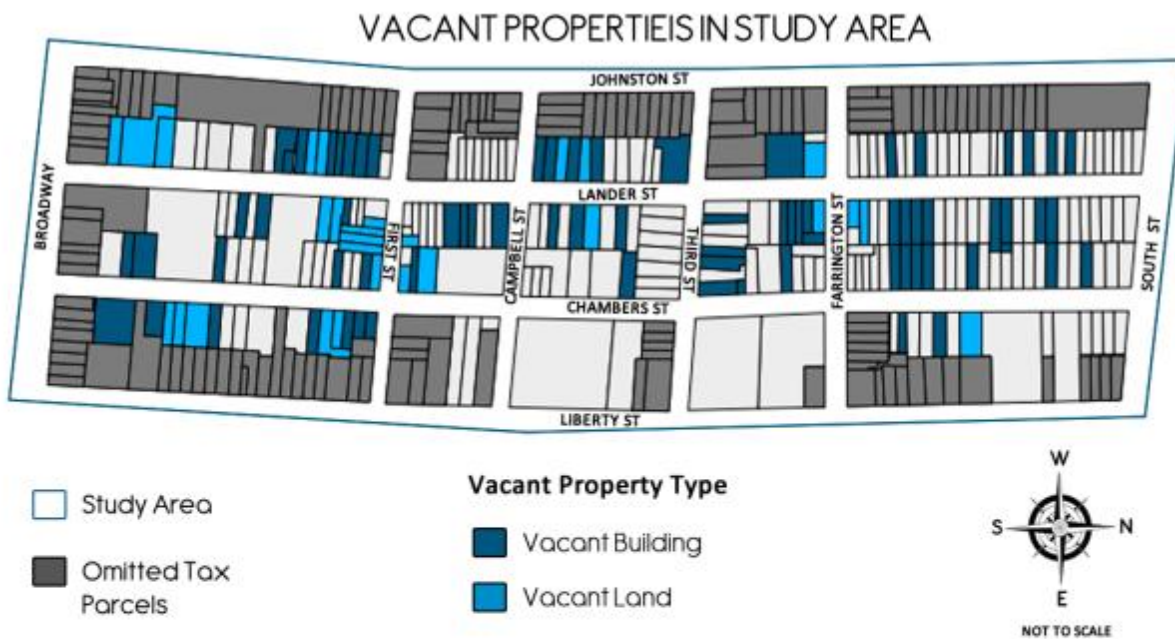 VACANT PROPERTIEIS IN STUDY AREA
JOHNSTON ST
BROADWAY
LANDER ST
FIRST ST
CAMPBELL ST
THIRD ST
FARRINGTON ST
SOUTH ST
CHAMBERS ST
LIBERTY ST
Study Area
Omitted Tax
Parcels
Vacant Property Type
Vacant Building
Vacant Land
W
S
N
E
NOT TO SCALE